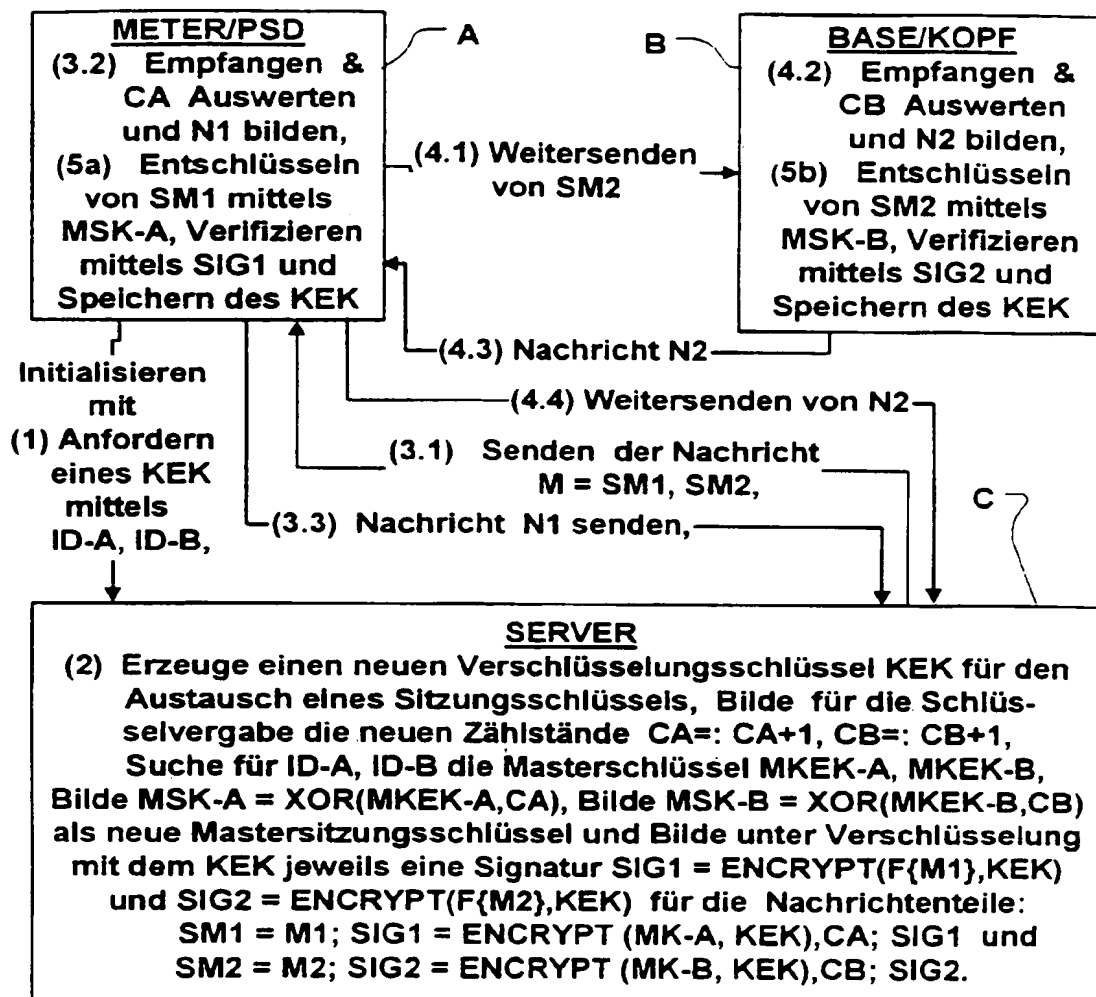 METER/PSD
(3.2) Empfangen &
CA Auswerten
und N1 bilden,
(5a) Entschlüsseln
von SM1 mittels
MSK-A, Verifizieren
mittels SIG1 und
Speichern des KEK
A
B
BASE/KOPF
(4.2) Empfangen &
CB Auswerten
und N2 bilden,
(5b) Entschlüsseln
von SM2 mittels
MSK-B, Verifizieren
mittels SIG2 und
Speichern des KEK
(4.1) Weitersenden
von SM2
(4.3) Nachricht N2
(4.4) Weitersenden von N2
Initialisieren
mit
(1) Anfordern
eines KEK
mittels
ID-A, ID-B,
(3.1) Senden der Nachricht
M = SM1, SM2,
(3.3) Nachricht N1 senden,
C
SERVER
(2) Erzeuge einen neuen Verschlüsselungsschlüssel KEK für den
Austausch eines Sitzungsschlüssels, Bilde für die Schlüs-
selvergabe die neuen Zählstände CA=: CA+1, CB=: CB+1,
Suche für ID-A, ID-B die Masterschlüssel MKEK-A, MKEK-B,
Bilde MSK-A = XOR(MKEK-A,CA), Bilde MSK-B = XOR(MKEK-B,CB)
als neue Mastersitzungsschlüssel und Bilde unter Verschlüsselung
mit dem KEK jeweils eine Signatur SIG1 = ENCRYPT(F{M1},KEK)
und SIG2 = ENCRYPT(F{M2},KEK) für die Nachrichtenteile:
SM1 = M1; SIG1 = ENCRYPT (MK-A, KEK),CA; SIG1 und
SM2 = M2; SIG2 = ENCRYPT (MK-B, KEK),CB; SIG2.